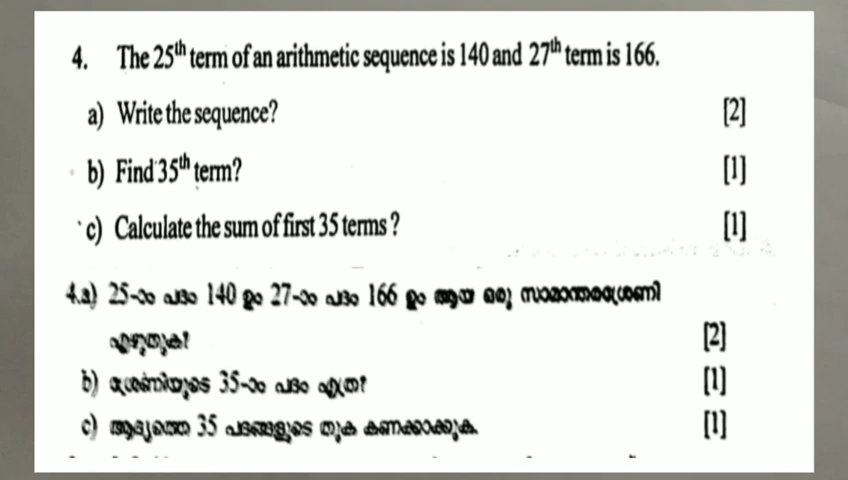 4. The 25th term of an arithmetic sequence is 140 and 27th term is 166.
a) Write the sequence? [2]
b) Find 35th term? [1]
c) Calculate the sum of first 35 terms ? [1]
4.a) 25-ാം പദം 140 ഉം 27-ാം പദം 166 ഉം ആയ ഒരു സമാന്തരശ്രേണി
എഴുതുക? [2]
b) ശ്രേണിയുടെ 35-ാം പദം എത്ര? [1]
c) ആദ്യത്തെ 35 പദങ്ങളുടെ തുക കണക്കാക്കുക. [1]